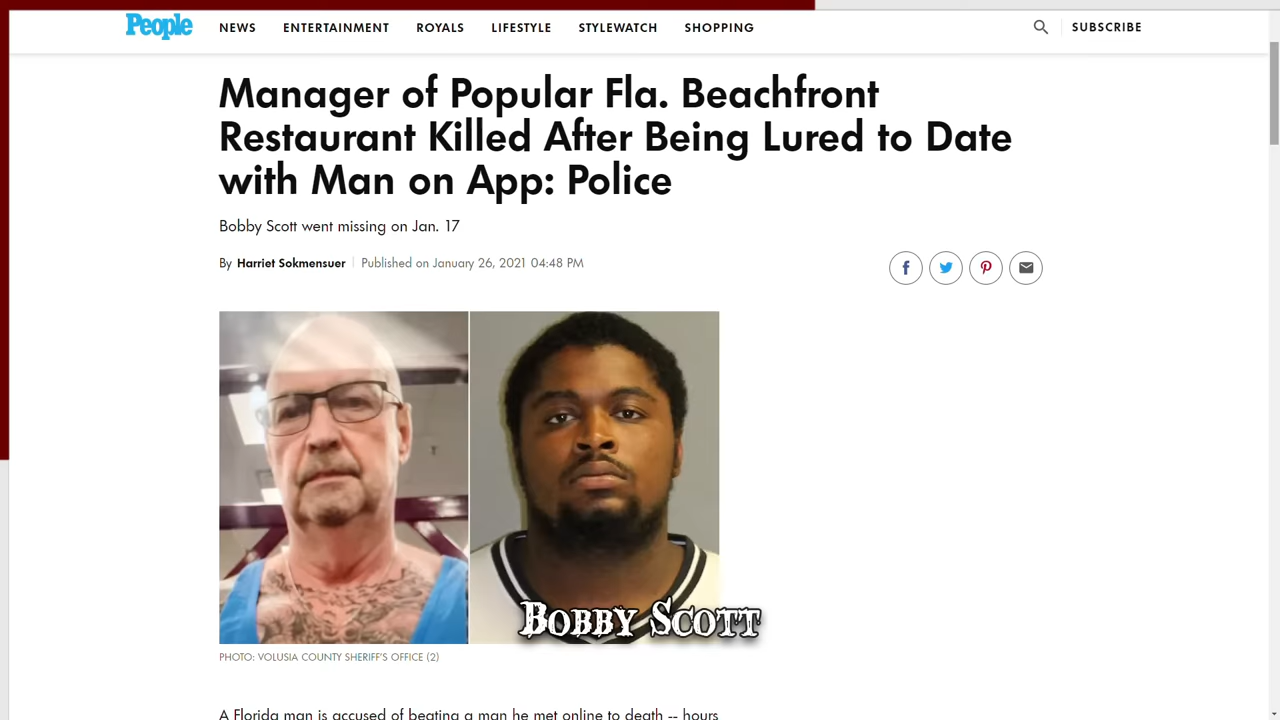 People NEWS ENTERTAINMENT ROYALS LIFESTYLE STYLEWATCH SHOPPING SUBSCRIBE
Manager of Popular Fla. Beachfront
Restaurant Killed After Being Lured to Date
with Man on App: Police
Bobby Scott went missing on Jan. 17
By Harriet Sokmensuer Published on January 26, 2021 04:48 PM
BOBBY SCOTT
PHOTO: VOLUSIA COUNTY SHERIFF'S OFFICE (2)
A Florida man is accused of beating a man he met online to death -- hours